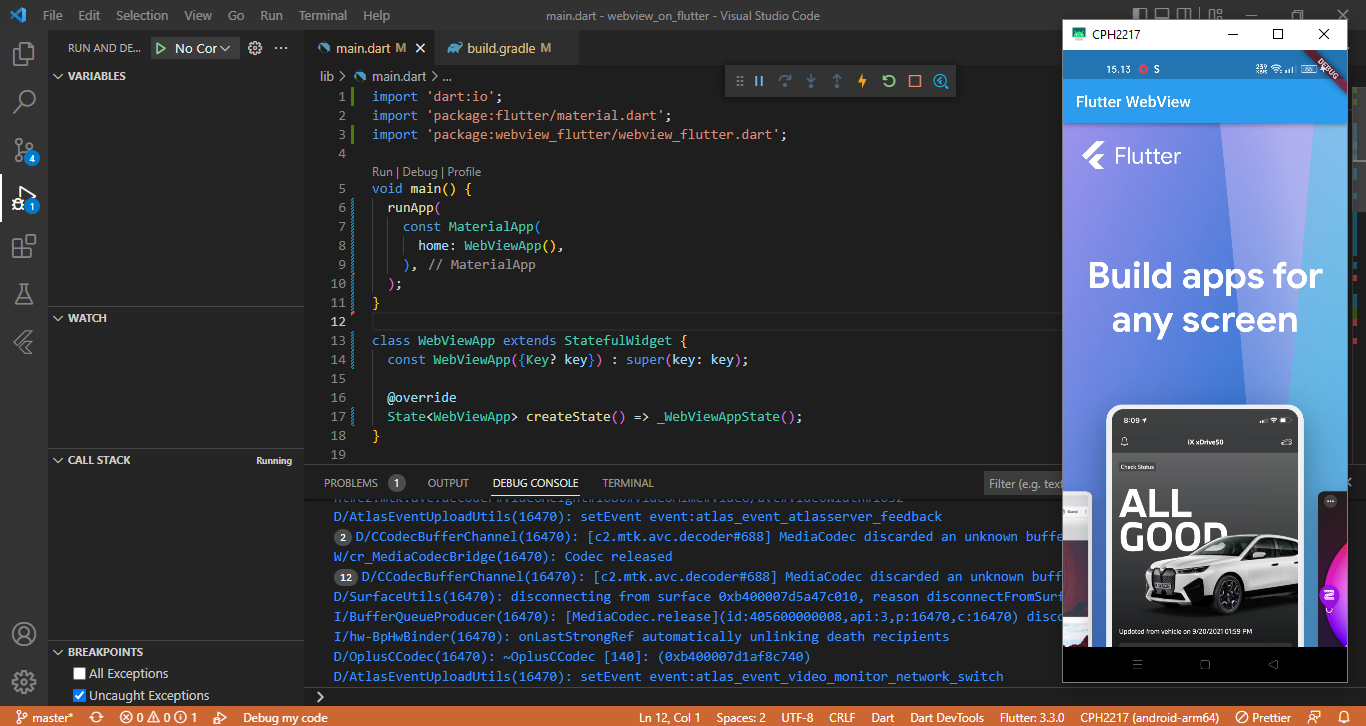 File Edit Selection View Go Run Terminal Help
main.dart - webview_on_flutter - Visual Studio Code
RUN AND DE...
No Cor
VARIABLES
WATCH
CALL STACK
Running
BREAKPOINTS
All Exceptions
Uncaught Exceptions
4
1
main.dart M
build.gradle M
lib > main.dart > ...
1 import 'dart:io';
2 import 'package:flutter/material.dart';
3 import 'package:webview_flutter/webview_flutter.dart';
4
Run | Debug | Profile
5 void main() {
6 runApp(
7 const MaterialApp(
8 home: WebViewApp(),
9 ), // MaterialApp
10 );
11 }
12
13 class WebViewApp extends StatefulWidget {
14 const WebViewApp({Key? key}) : super(key: key);
15
16 @override
17 State<WebViewApp> createState() => _WebViewAppState();
18 }
19
PROBLEMS 1 OUTPUT DEBUG CONSOLE TERMINAL
Filter (e.g. text
D/AtlasEventUploadUtils(16470): setEvent event:atlas_event_atlasserver_feedback
2 D/CCodecBufferChannel(16470): [c2.mtk.avc.decoder#688] MediaCodec discarded an unknown buffe
W/cr_MediaCodecBridge(16470): Codec released
12 D/CCodecBufferChannel(16470): [c2.mtk.avc.decoder#688] MediaCodec discarded an unknown buff
D/SurfaceUtils(16470): disconnecting from surface 0xb400007d5a47c010, reason disconnectFromSurf
I/BufferQueueProducer(16470): [MediaCodec.release](id:405600000008,api:3,p:16470,c:16470) disco
I/hw-BpHwBinder(16470): onLastStrongRef automatically unlinking death recipients
D/OplusCCodec(16470): ~OplusCCodec [140]: (0xb400007d1af8c740)
D/AtlasEventUploadUtils(16470): setEvent event:atlas_event_video_monitor_network_switch
CPH2217
15.13 S
DEBUG
Flutter WebView
Flutter
Build apps for
any screen
8:09
iX xDrive50
Check Status
ALL
GOOD
Updated from vehicle on 9/20/2021 01:59 PM
master* 0 0 1 Debug my code
Ln 12, Col 1 Spaces: 2 UTF-8 CRLF Dart Dart DevTools Flutter: 3.3.0 CPH2217 (android-arm64) Prettier